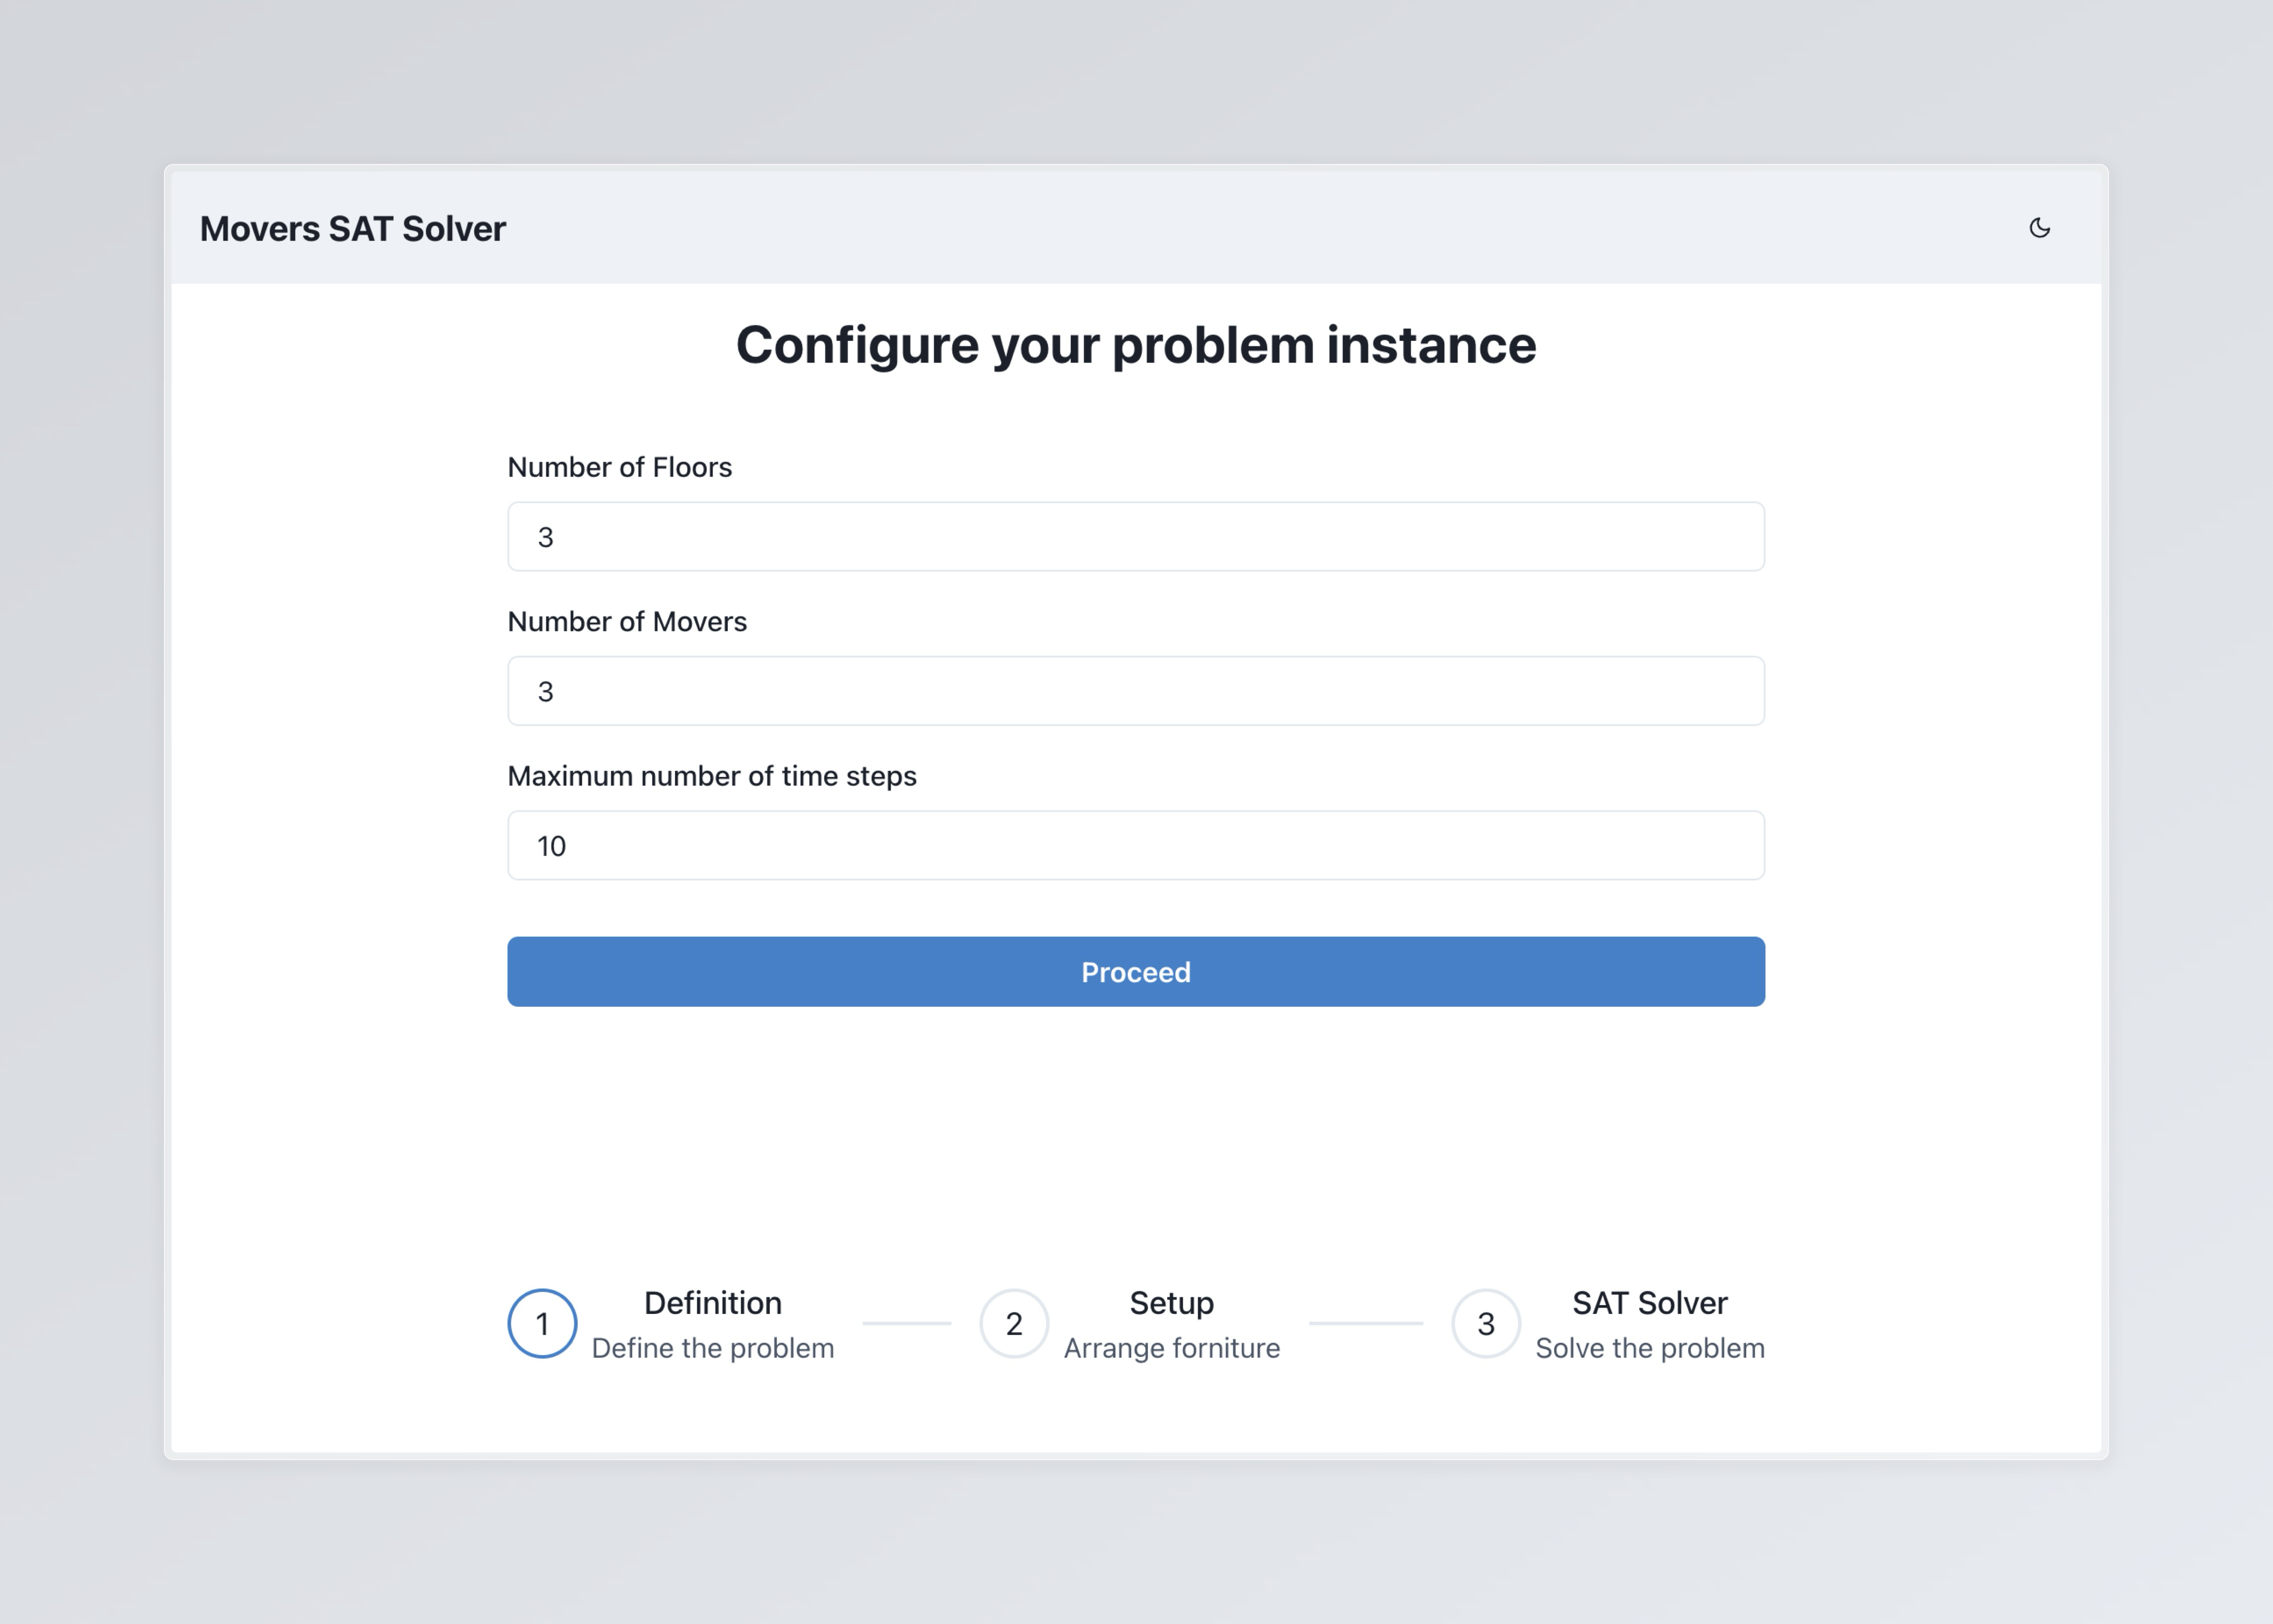 Movers SAT Solver
Configure your problem instance
Number of Floors
3
Number of Movers
3
Maximum number of time steps
10
Proceed
1
Definition
Define the problem
2
Setup
Arrange forniture
3
SAT Solver
Solve the problem